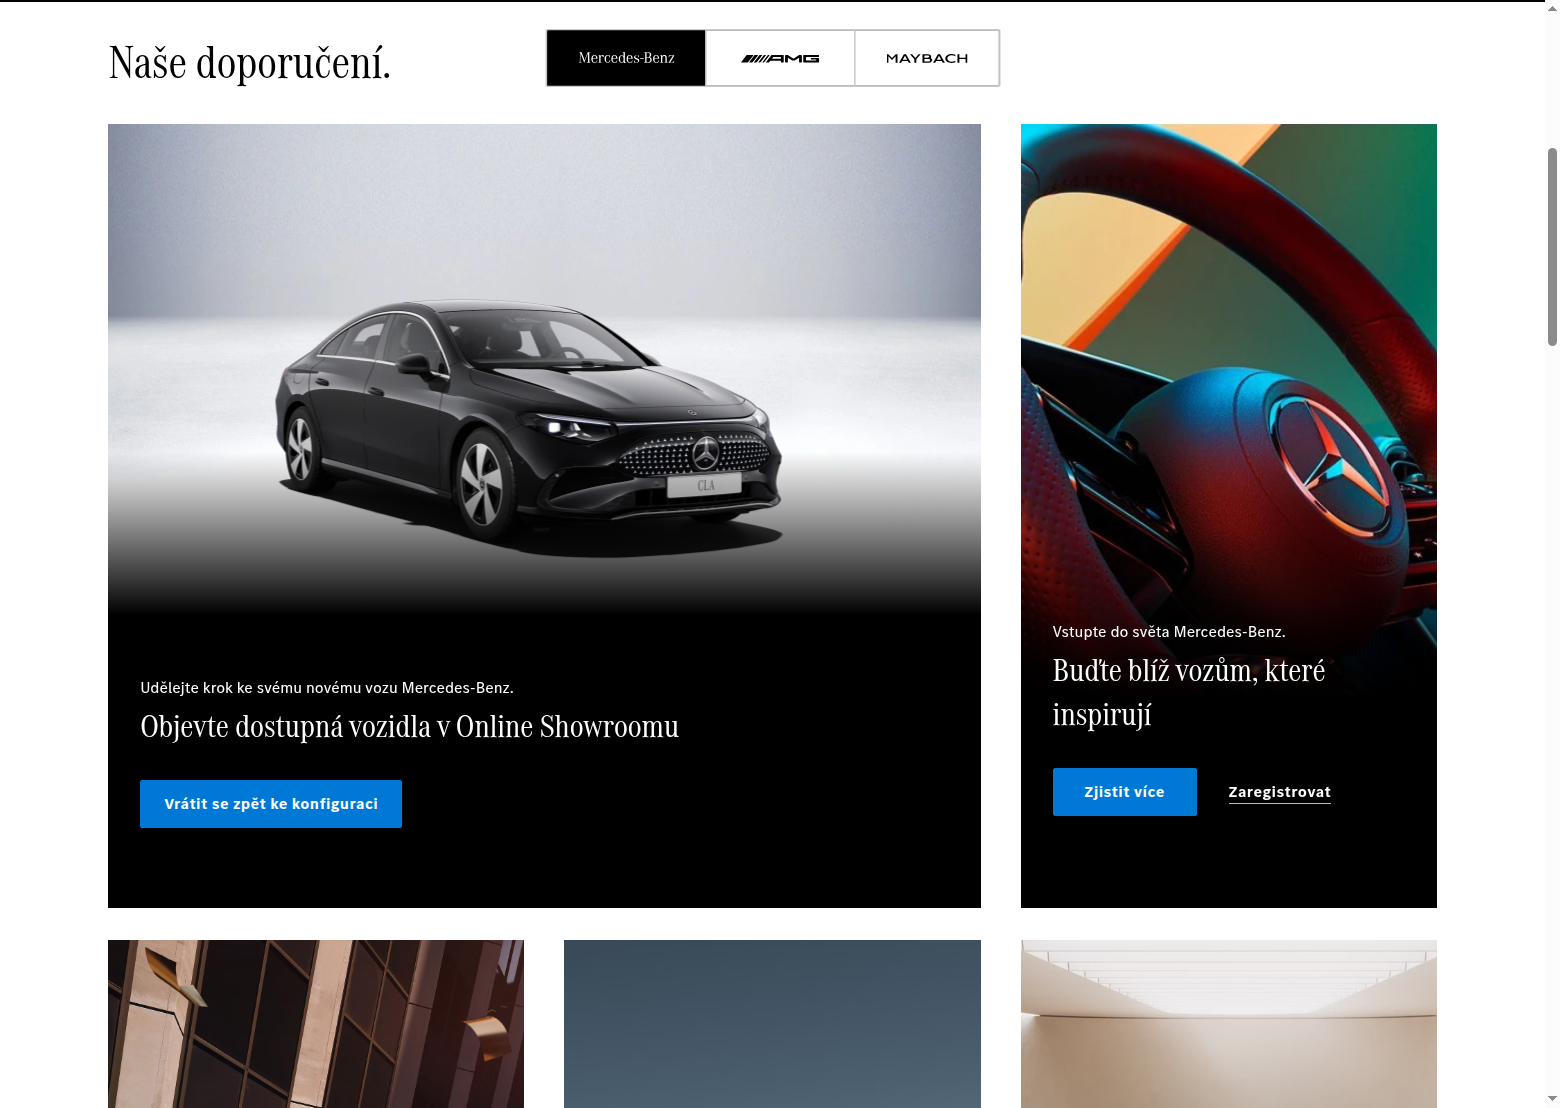 Naše doporučení.
Mercedes-Benz
AMG
MAYBACH
CLA
Udělejte krok ke svému novému vozu Mercedes-Benz.
Objevte dostupná vozidla v Online Showroomu
Vrátit se zpět ke konfiguraci
Vstupte do světa Mercedes-Benz.
Buďte blíž vozům, které
inspirují
Zjistit více
Zaregistrovat